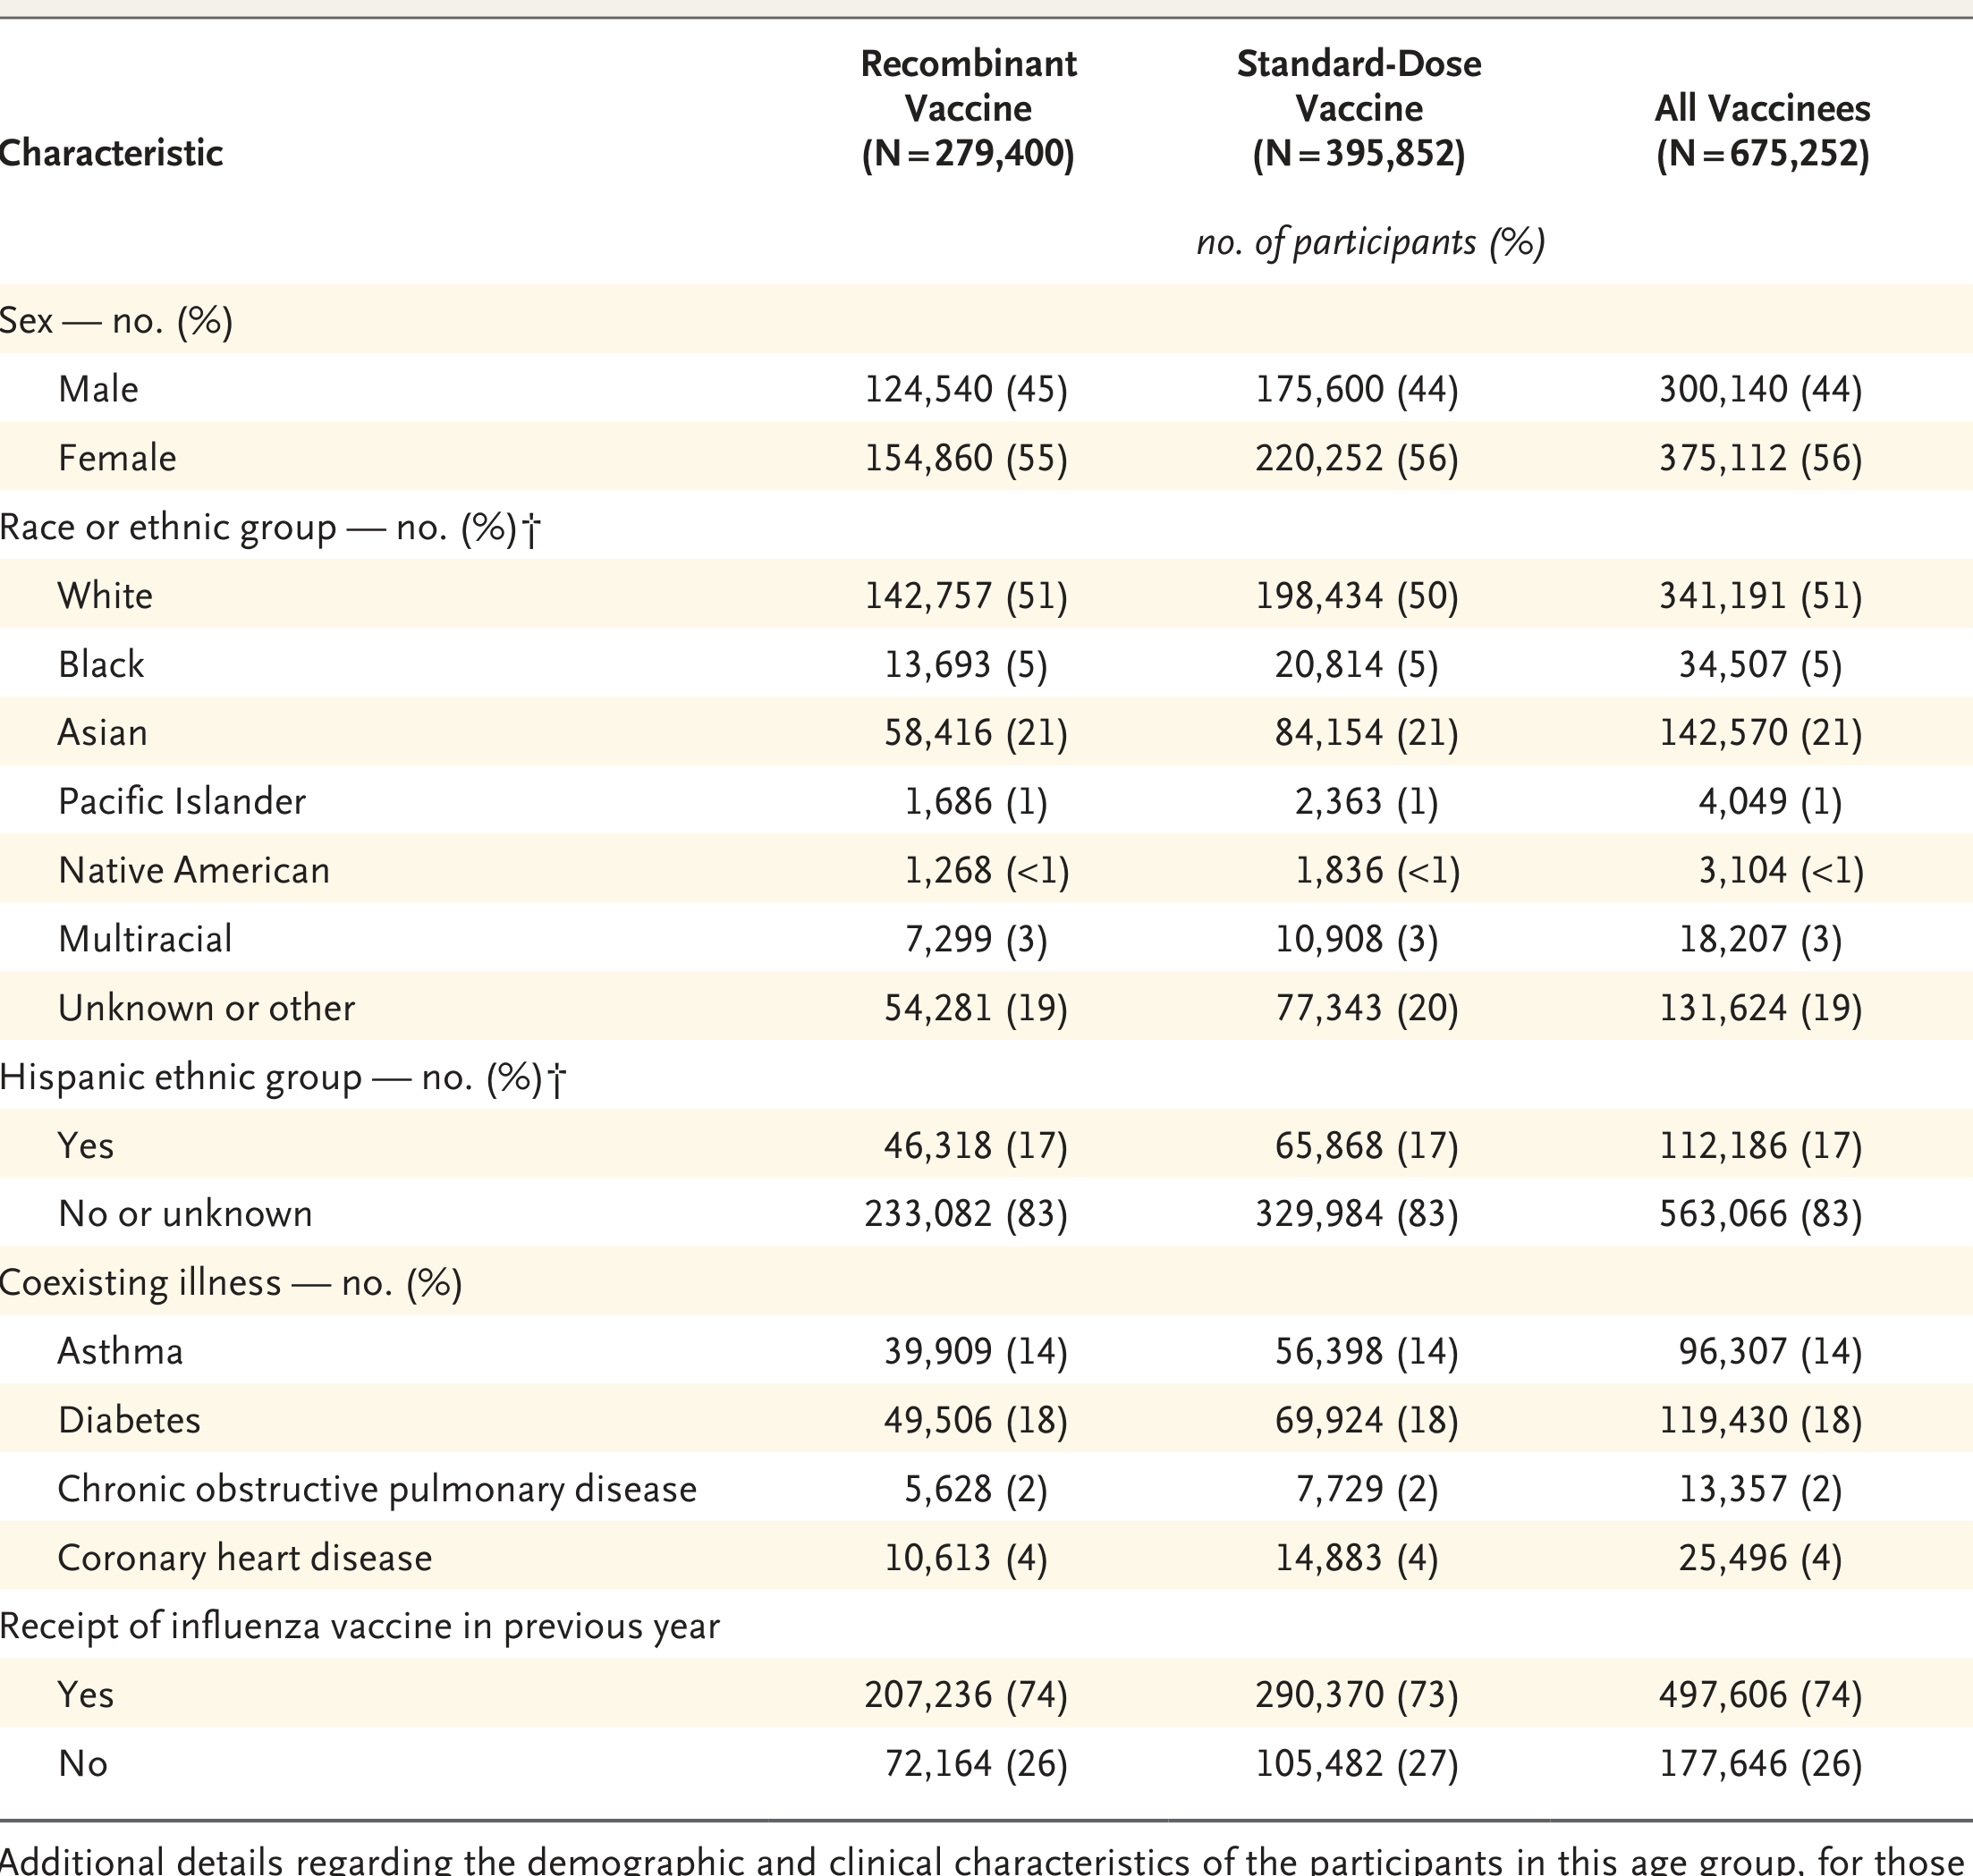 Characteristic Recombinant Vaccine (N=279,400) Standard-Dose Vaccine (N=395,852) All Vaccinees (N=675,252)
no. of participants (%)
Sex — no. (%)
Male 124,540 (45) 175,600 (44) 300,140 (44)
Female 154,860 (55) 220,252 (56) 375,112 (56)
Race or ethnic group — no. (%)†
White 142,757 (51) 198,434 (50) 341,191 (51)
Black 13,693 (5) 20,814 (5) 34,507 (5)
Asian 58,416 (21) 84,154 (21) 142,570 (21)
Pacific Islander 1,686 (1) 2,363 (1) 4,049 (1)
Native American 1,268 (<1) 1,836 (<1) 3,104 (<1)
Multiracial 7,299 (3) 10,908 (3) 18,207 (3)
Unknown or other 54,281 (19) 77,343 (20) 131,624 (19)
Hispanic ethnic group — no. (%)†
Yes 46,318 (17) 65,868 (17) 112,186 (17)
No or unknown 233,082 (83) 329,984 (83) 563,066 (83)
Coexisting illness — no. (%)
Asthma 39,909 (14) 56,398 (14) 96,307 (14)
Diabetes 49,506 (18) 69,924 (18) 119,430 (18)
Chronic obstructive pulmonary disease 5,628 (2) 7,729 (2) 13,357 (2)
Coronary heart disease 10,613 (4) 14,883 (4) 25,496 (4)
Receipt of influenza vaccine in previous year
Yes 207,236 (74) 290,370 (73) 497,606 (74)
No 72,164 (26) 105,482 (27) 177,646 (26)
Additional details regarding the demographic and clinical characteristics of the participants in this age group, for those